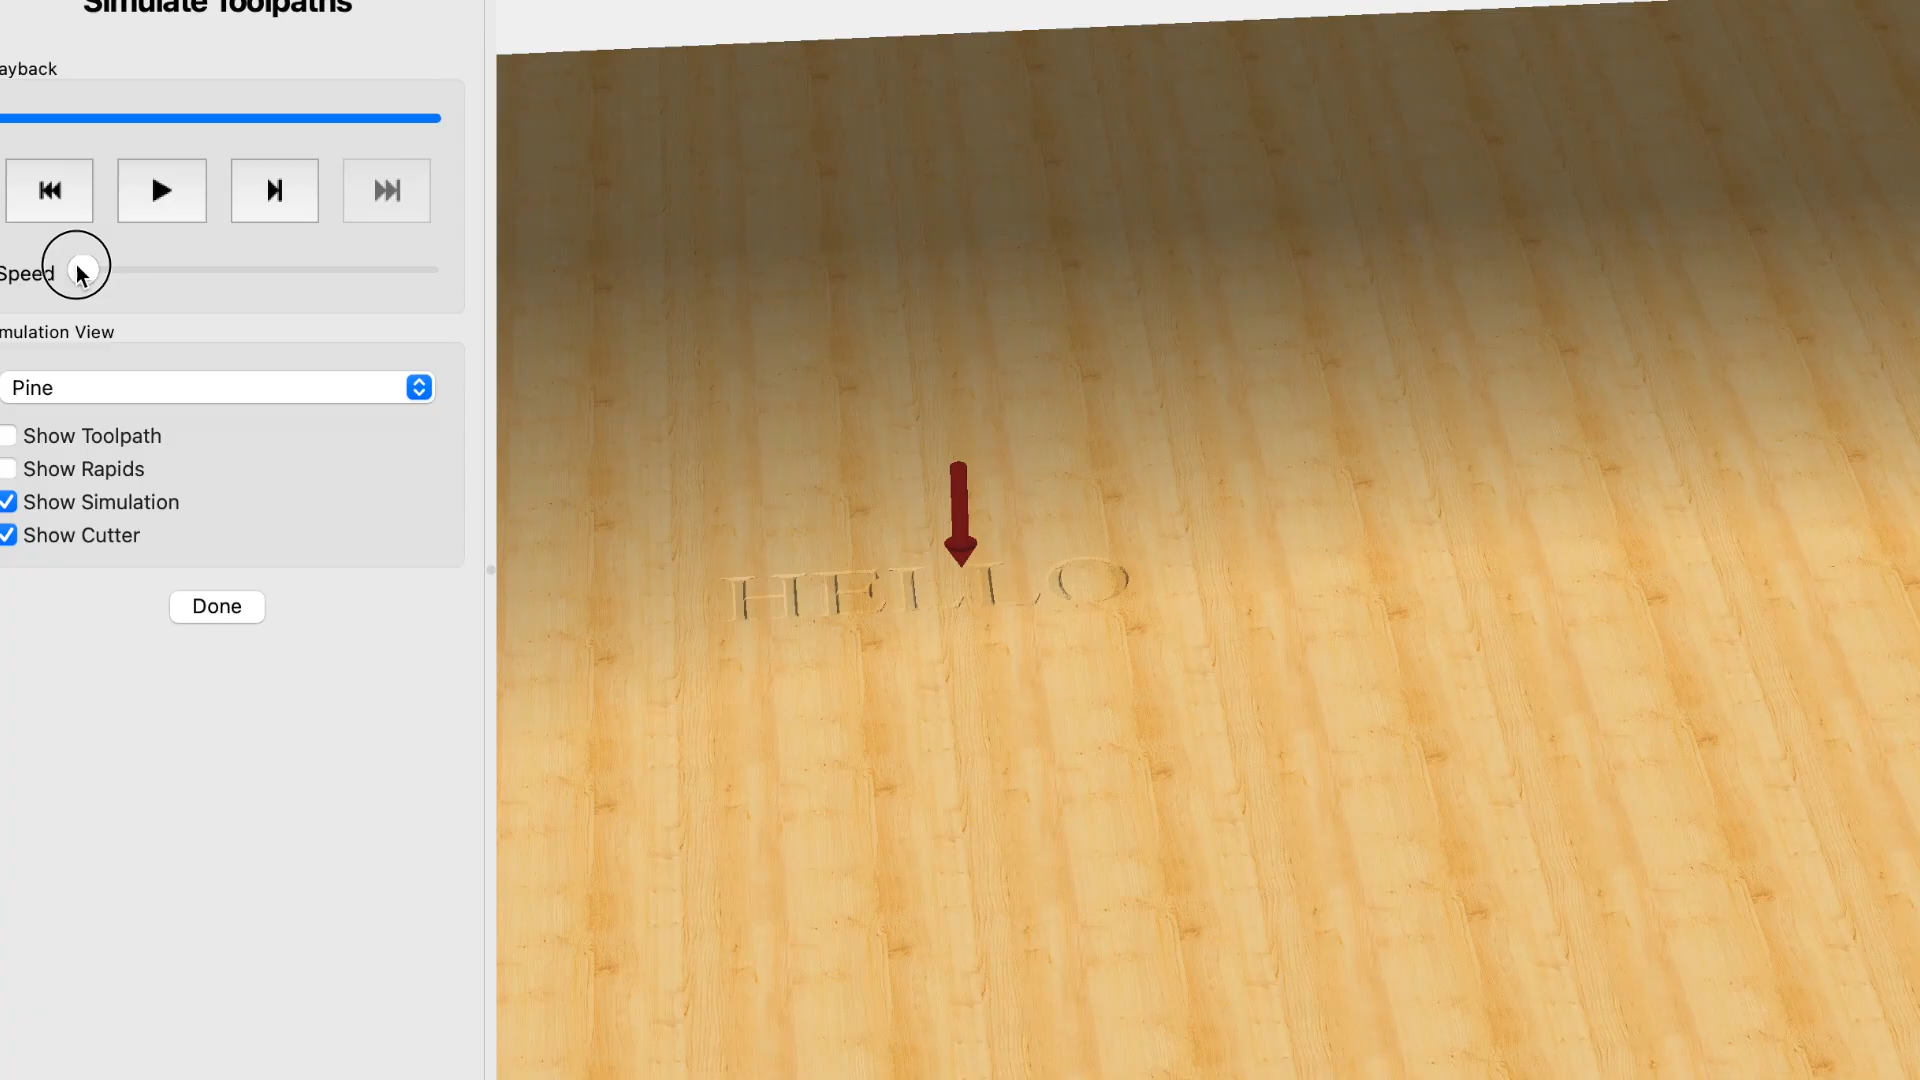 Simulate Toolpaths
ayback
Speed
mulation View
Pine
Show Toolpath
Show Rapids
Show Simulation
Show Cutter
Done
HELLO